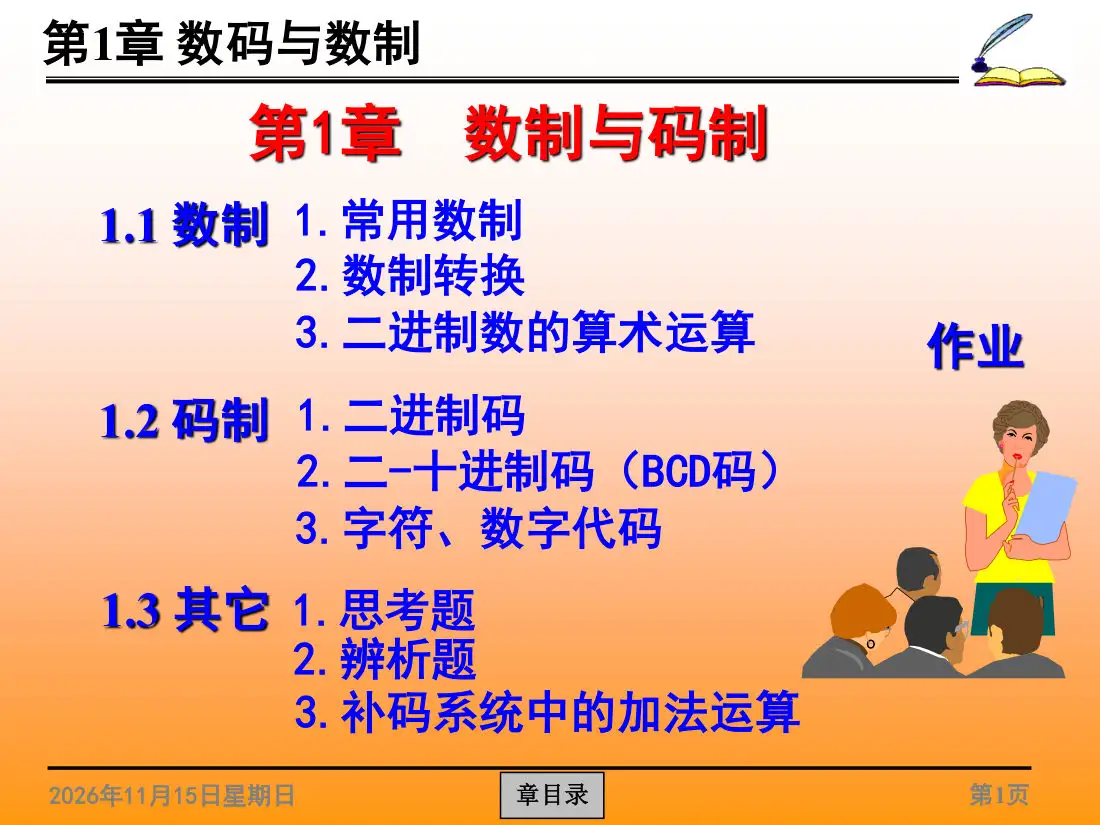 第1章 数码与数制
第1章 数制与码制
1.1 数制
1. 常用数制
2. 数制转换
3. 二进制数的算术运算
作业
1.2 码制
1. 二进制码
2. 二-十进制码（BCD码）
3. 字符、数字代码
1.3 其它
1. 思考题
2. 辨析题
3. 补码系统中的加法运算
2026年11月15日星期日
章目录
第1页